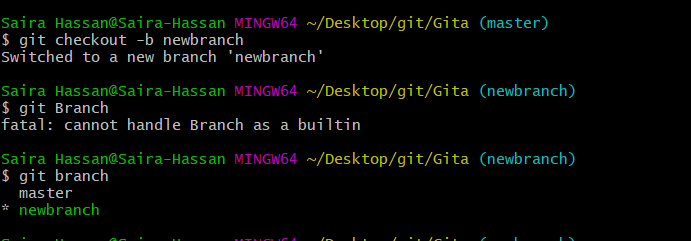 Saira Hassan@Saira-Hassan MINGW64 ~/Desktop/git/Gita (master)
$ git checkout -b newbranch
Switched to a new branch 'newbranch'
Saira Hassan@Saira-Hassan MINGW64 ~/Desktop/git/Gita (newbranch)
$ git Branch
fatal: cannot handle Branch as a builtin
Saira Hassan@Saira-Hassan MINGW64 ~/Desktop/git/Gita (newbranch)
$ git branch
  master
* newbranch